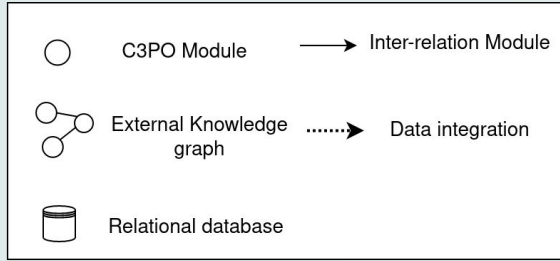 C3PO Module
Inter-relation Module
External Knowledge
graph
Data integration
Relational database